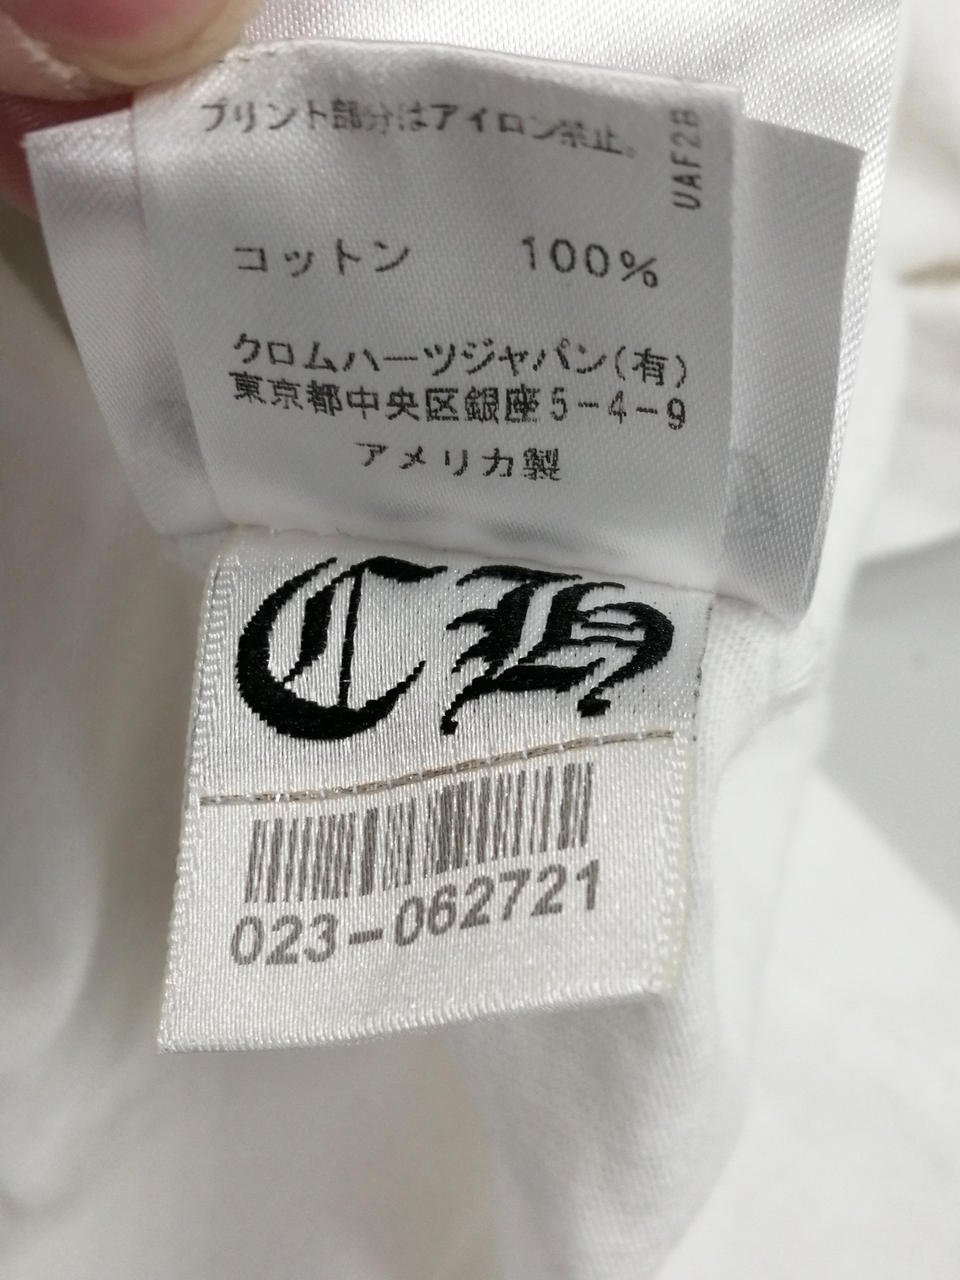 プリント部分はアイロン禁止。
UAF2B
コットン 100%
クロムハーツジャパン(有)
東京都中央区銀座5-4-9
アメリカ製
CH
023-062721